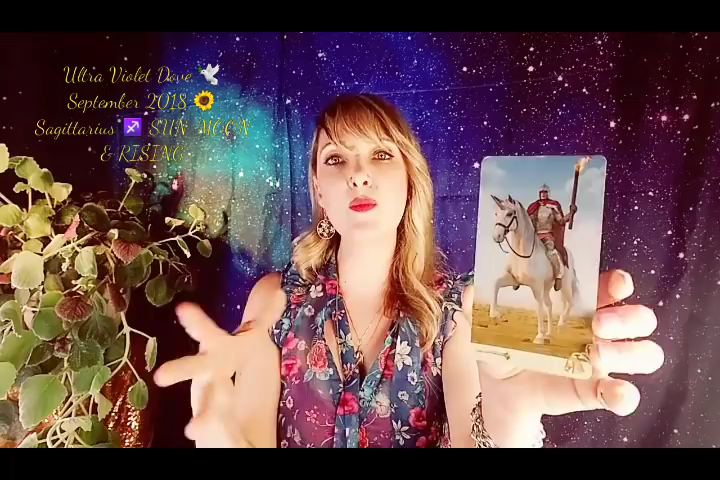 Ultra Violet Dove 🕊
September 2018 🌻
Sagittarius ♐ SUN MOON
& RISING